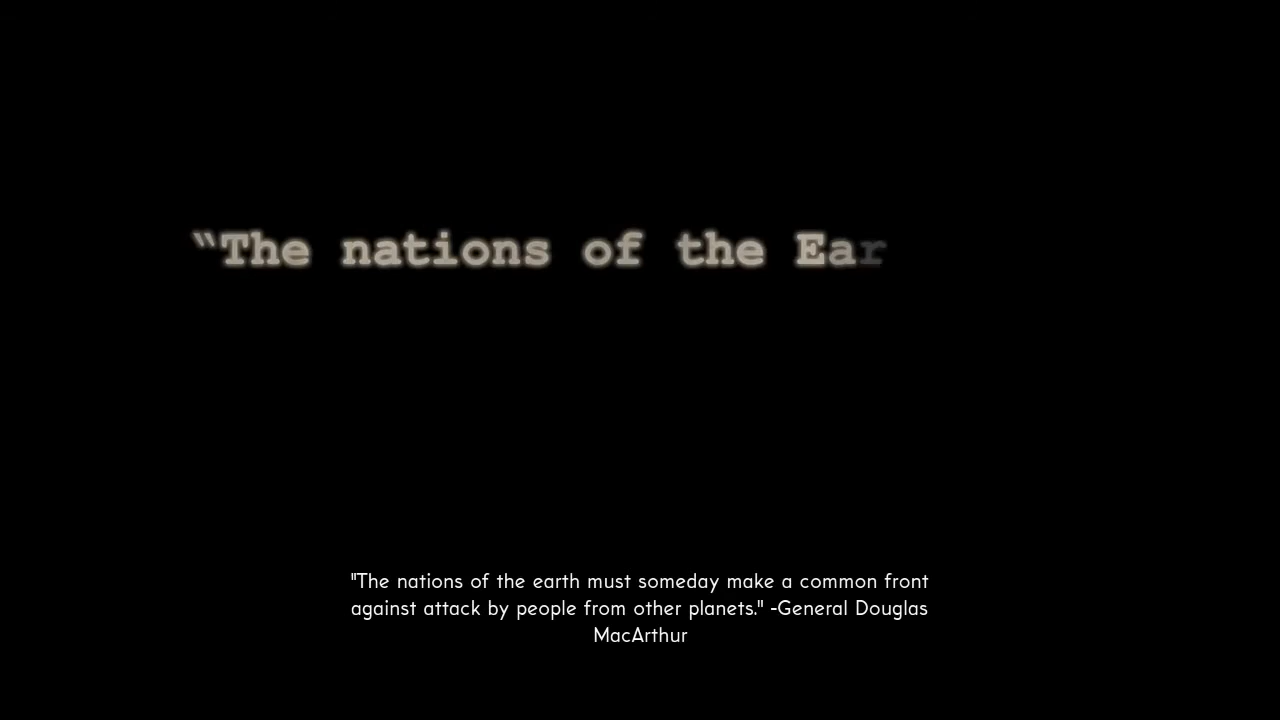 “The nations of the Ear
"The nations of the earth must someday make a common front
against attack by people from other planets." -General Douglas
MacArthur